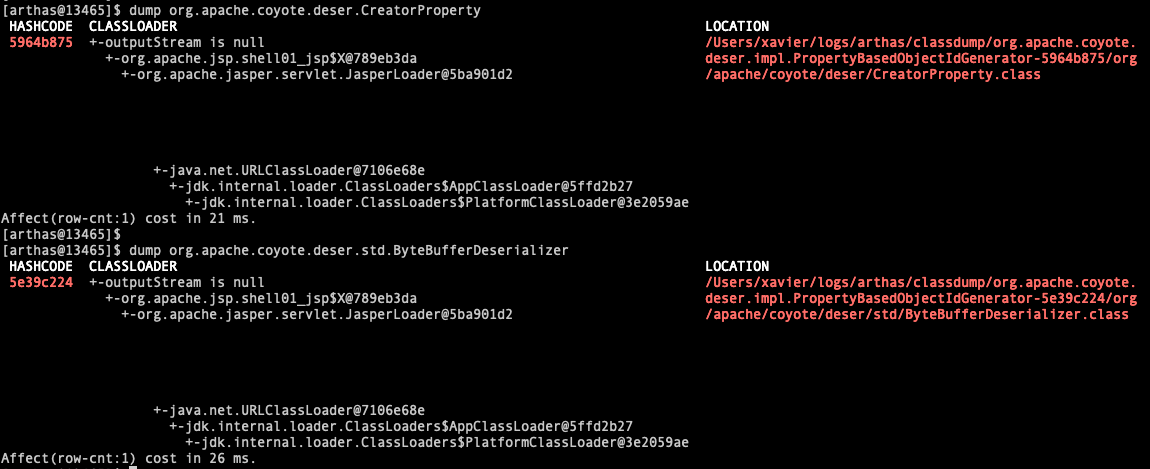 [arthas@13465]$ dump org.apache.coyote.deser.CreatorProperty
HASHCODE CLASSLOADER LOCATION
5964b875 +-outputStream is null /Users/xavier/logs/arthas/classdump/org.apache.coyote.
+-org.apache.jsp.shell01_jsp$X@789eb3da deser.impl.PropertyBasedObjectIdGenerator-5964b875/org
+-org.apache.jasper.servlet.JasperLoader@5ba901d2 /apache/coyote/deser/CreatorProperty.class
+-java.net.URLClassLoader@7106e68e
+-jdk.internal.loader.ClassLoaders$AppClassLoader@5ffd2b27
+-jdk.internal.loader.ClassLoaders$PlatformClassLoader@3e2059ae
Affect(row-cnt:1) cost in 21 ms.
[arthas@13465]$
[arthas@13465]$ dump org.apache.coyote.deser.std.ByteBufferDeserializer
HASHCODE CLASSLOADER LOCATION
5e39c224 +-outputStream is null /Users/xavier/logs/arthas/classdump/org.apache.coyote.
+-org.apache.jsp.shell01_jsp$X@789eb3da deser.impl.PropertyBasedObjectIdGenerator-5e39c224/org
+-org.apache.jasper.servlet.JasperLoader@5ba901d2 /apache/coyote/deser/std/ByteBufferDeserializer.class
+-java.net.URLClassLoader@7106e68e
+-jdk.internal.loader.ClassLoaders$AppClassLoader@5ffd2b27
+-jdk.internal.loader.ClassLoaders$PlatformClassLoader@3e2059ae
Affect(row-cnt:1) cost in 26 ms.